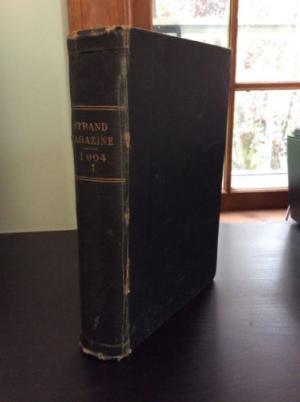 STRAND
MAGAZINE
1904
1